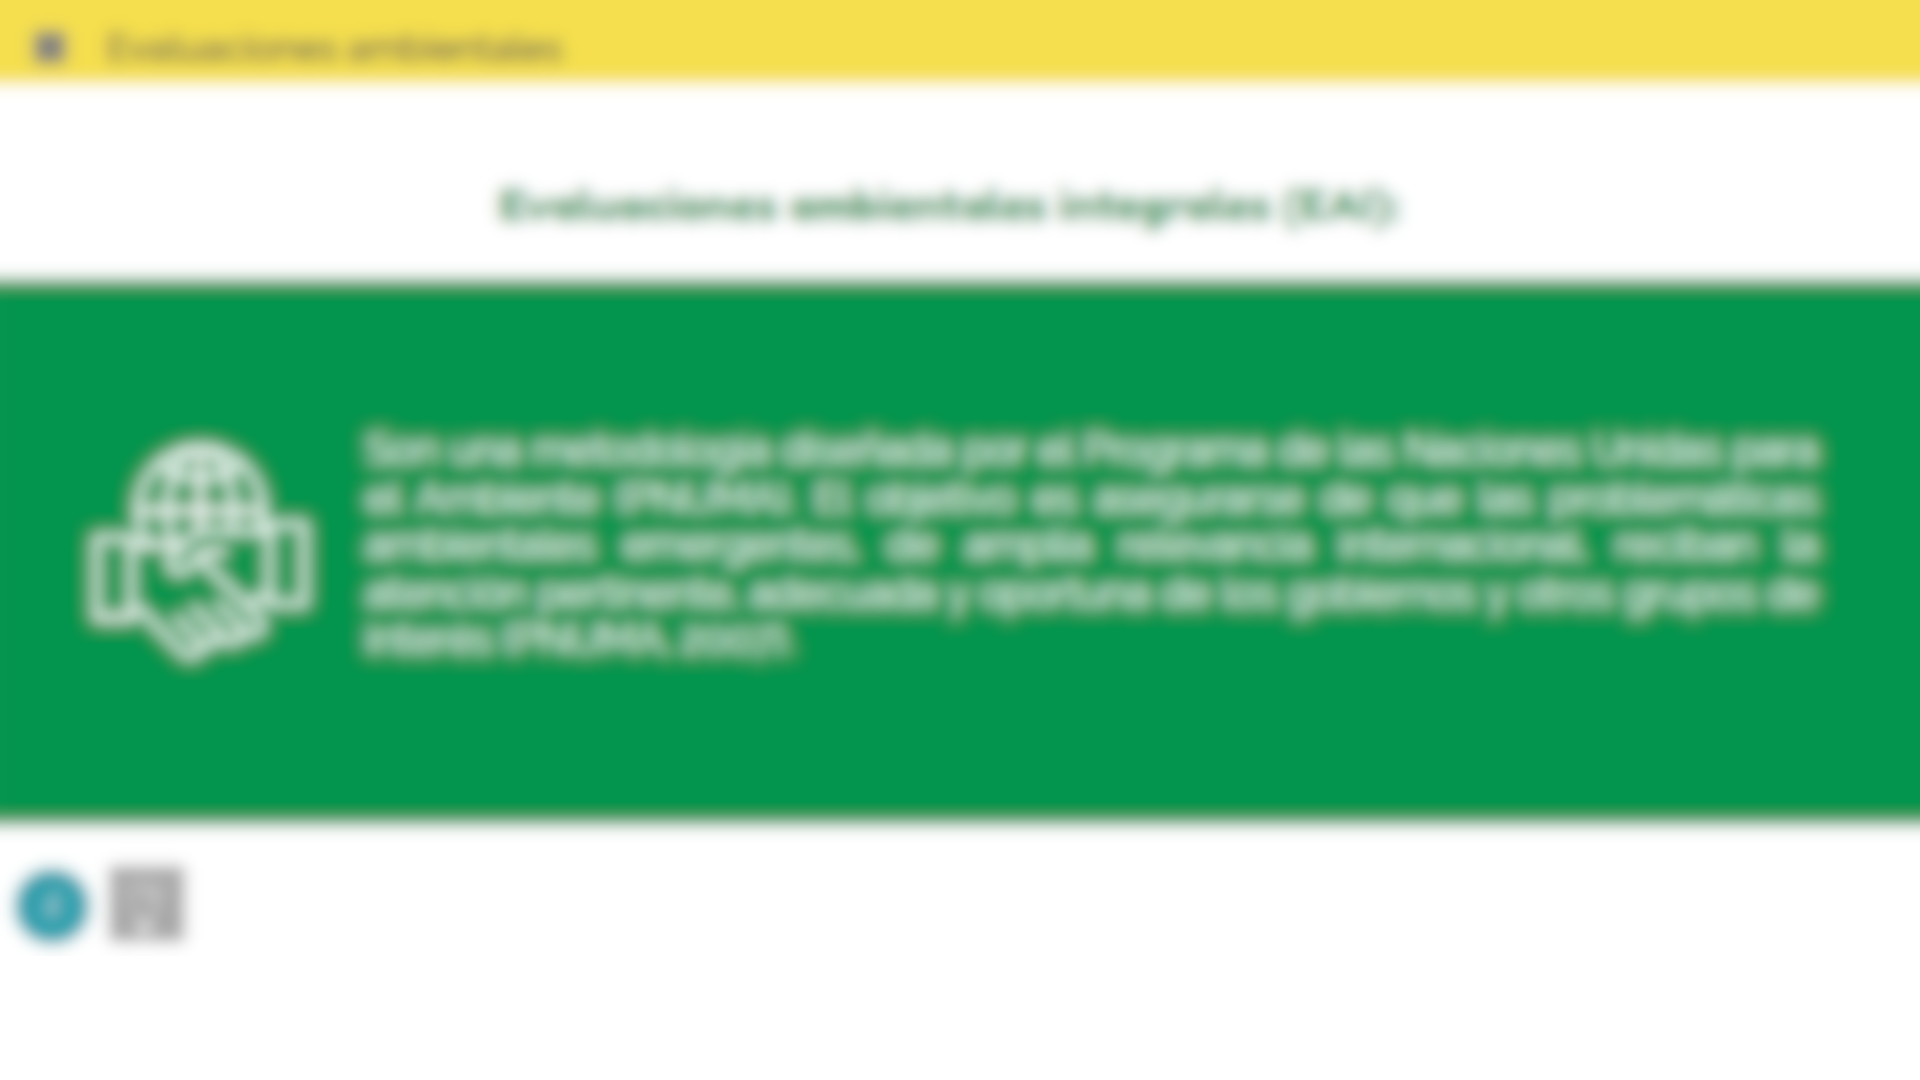 Evaluaciones ambientales
Evaluaciones ambientales integrales (EAI):
Son una metodología diseñada por el Programa de las Naciones Unidas para
el Ambiente (PNUMA). El objetivo es asegurarse de que las problemáticas
ambientales emergentes, de amplia relevancia internacional, reciban la
atención pertinente, adecuada y oportuna de los gobiernos y otros grupos de
interés (PNUMA,